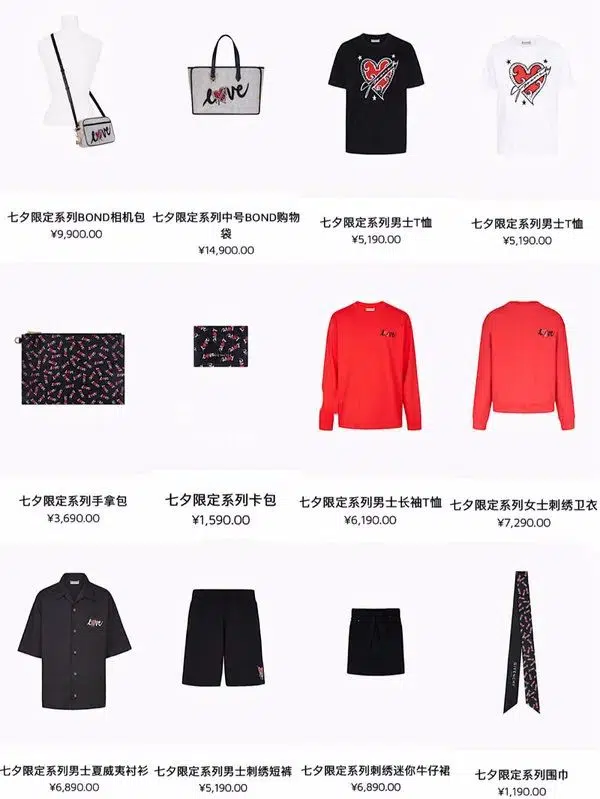 love
love
七夕限定系列BOND相机包
¥9,900.00
七夕限定系列中号BOND购物
袋
¥14,900.00
七夕限定系列男士T恤
¥5,190.00
七夕限定系列男士T恤
¥5,190.00
love
love
七夕限定系列手拿包
¥3,690.00
七夕限定系列卡包
¥1,590.00
七夕限定系列男士长袖T恤
¥6,190.00
七夕限定系列女士刺绣卫衣
¥7,290.00
love
GIVENCHY
七夕限定系列男士夏威夷衬衫
¥6,890.00
七夕限定系列男士刺绣短裤
¥5,190.00
七夕限定系列刺绣迷你牛仔裙
¥6,890.00
七夕限定系列围巾
¥1,190.00